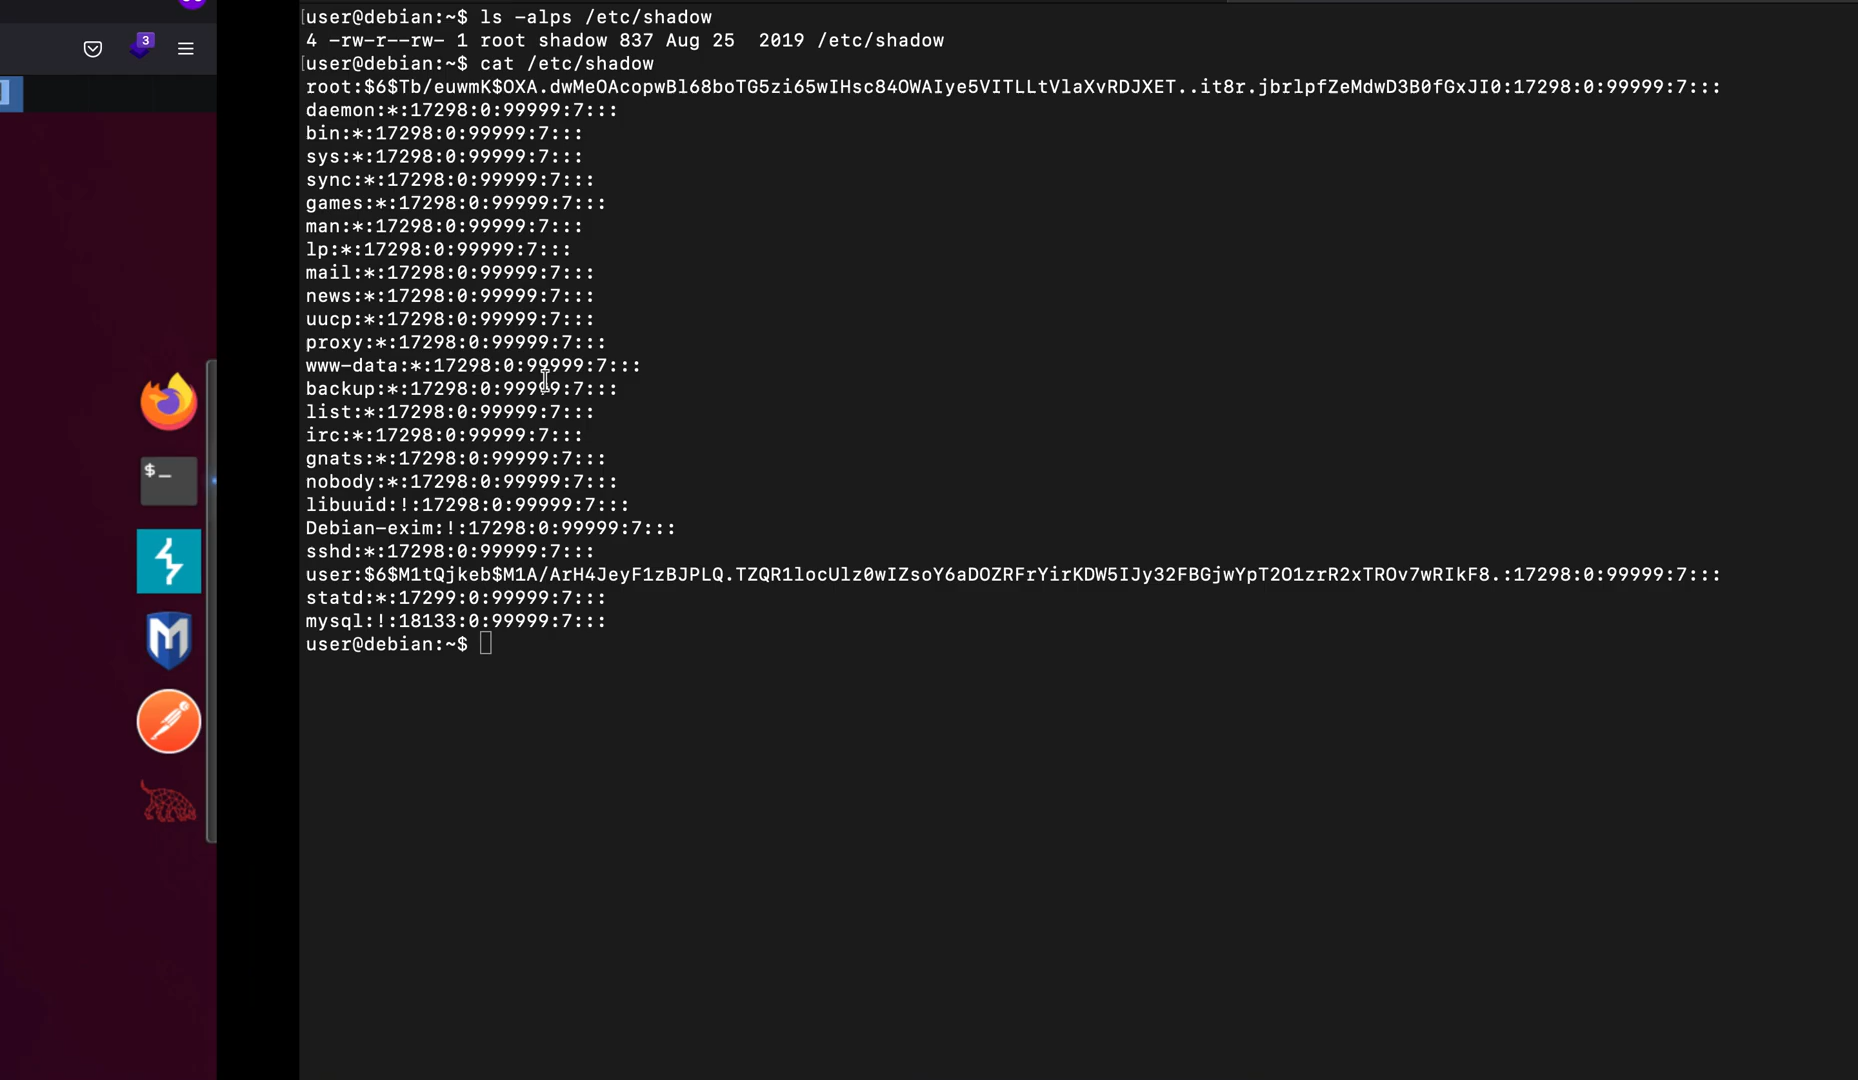 3
user@debian:~$ ls -alps /etc/shadow
4 -rw-r--rw- 1 root shadow 837 Aug 25  2019 /etc/shadow
user@debian:~$ cat /etc/shadow
root:$6$Tb/euwmK$OXA.dwMeOAcopwBl68boTG5zi65wIHsc84OWAIye5VITLLtVlaXvRDJXET..it8r.jbrlpfZeMdwD3B0fGxJI0:17298:0:99999:7:::
daemon:*:17298:0:99999:7:::
bin:*:17298:0:99999:7:::
sys:*:17298:0:99999:7:::
sync:*:17298:0:99999:7:::
games:*:17298:0:99999:7:::
man:*:17298:0:99999:7:::
lp:*:17298:0:99999:7:::
mail:*:17298:0:99999:7:::
news:*:17298:0:99999:7:::
uucp:*:17298:0:99999:7:::
proxy:*:17298:0:99999:7:::
www-data:*:17298:0:99999:7:::
backup:*:17298:0:99999:7:::
list:*:17298:0:99999:7:::
irc:*:17298:0:99999:7:::
gnats:*:17298:0:99999:7:::
nobody:*:17298:0:99999:7:::
libuuid:!:17298:0:99999:7:::
Debian-exim:!:17298:0:99999:7:::
sshd:*:17298:0:99999:7:::
user:$6$M1tQjkeb$M1A/ArH4JeyF1zBJPLQ.TZQR1locUlz0wIZsoY6aDOZRFrYirKDW5IJy32FBGjwYpT2O1zrR2xTROv7wRIkF8.:17298:0:99999:7:::
statd:*:17299:0:99999:7:::
mysql:!:18133:0:99999:7:::
user@debian:~$
$_